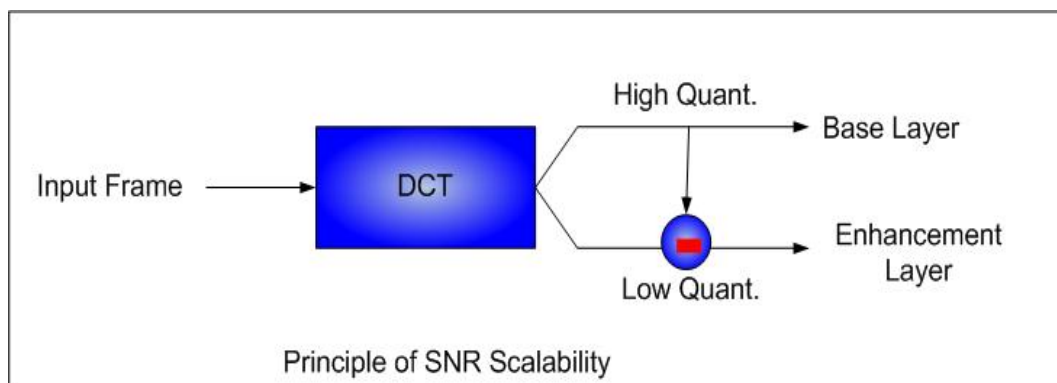 High Quant.
Base Layer
Input Frame
DCT
Enhancement
Layer
Low Quant.
Principle of SNR Scalability